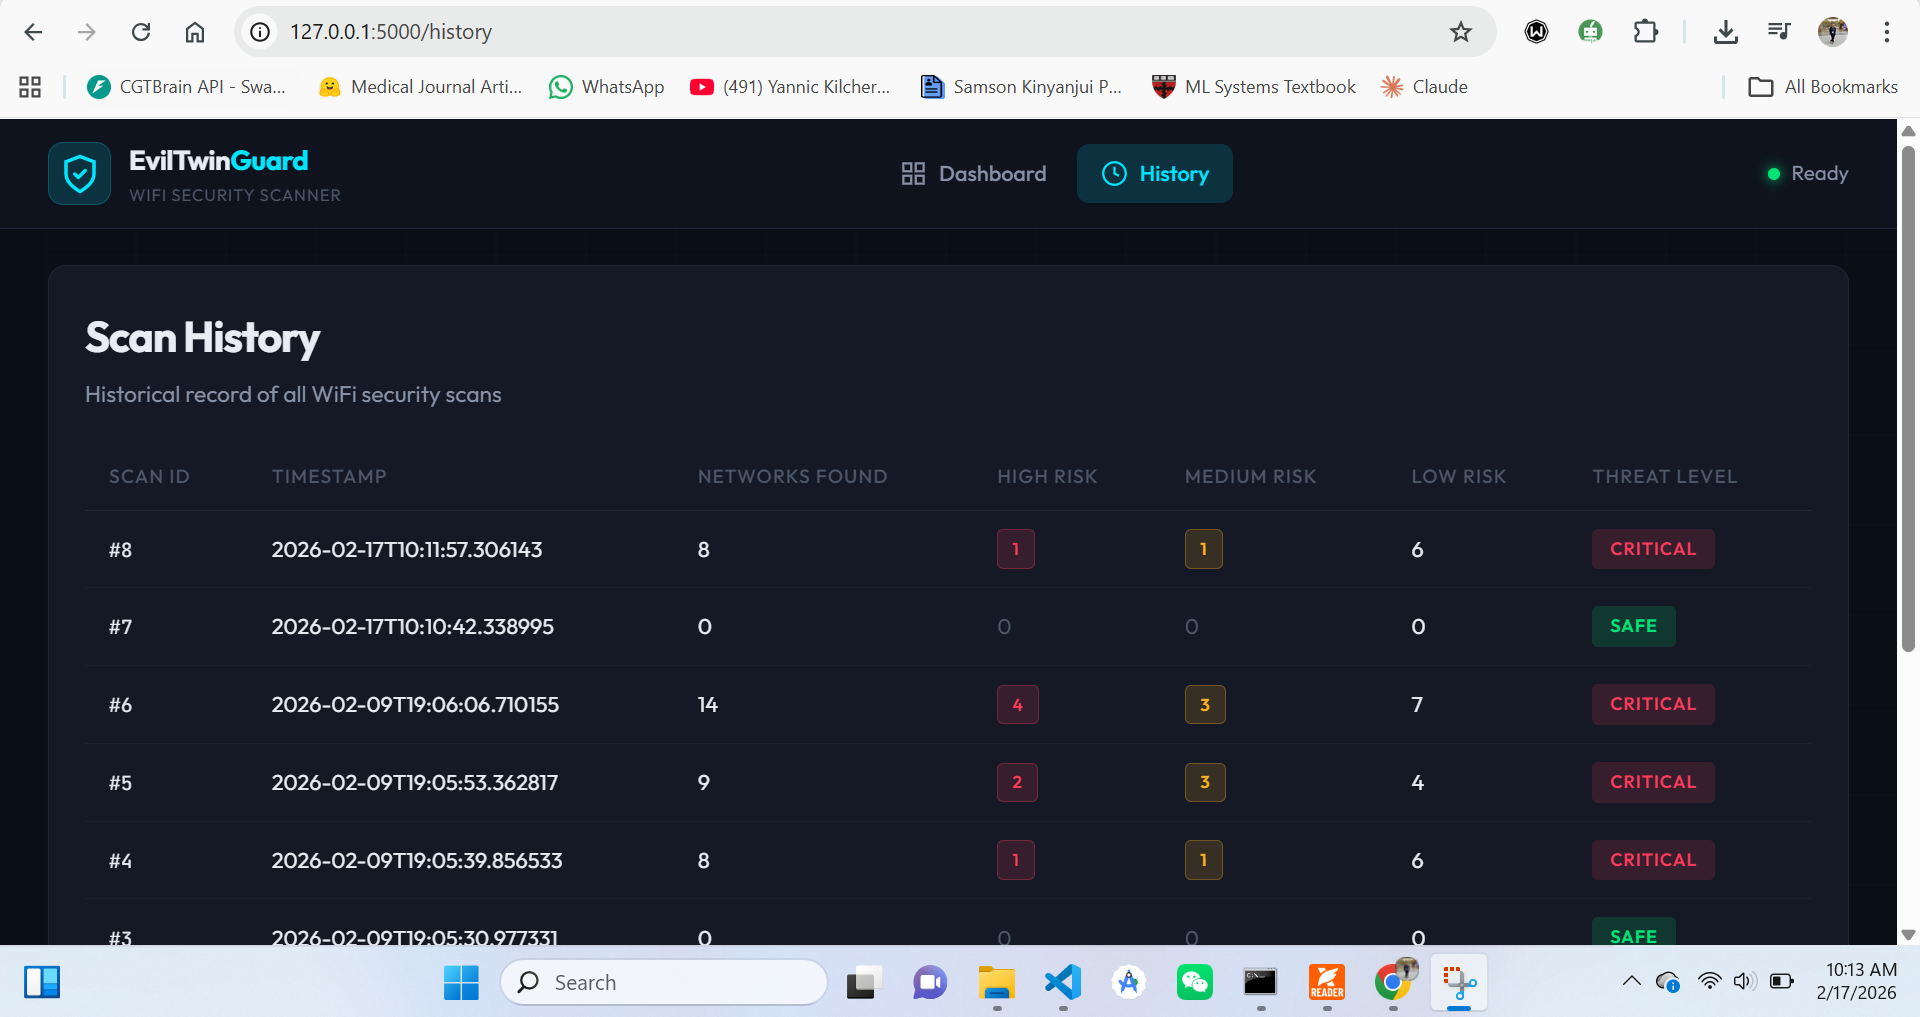 127.0.0.1:5000/history
CGTBrain API - Swa...
Medical Journal Arti...
WhatsApp
(491) Yannic Kilcher...
Samson Kinyanjui P...
ML Systems Textbook
Claude
All Bookmarks
EvilTwinGuard
WIFI SECURITY SCANNER
Dashboard
History
Ready
Scan History
Historical record of all WiFi security scans
SCAN ID TIMESTAMP NETWORKS FOUND HIGH RISK MEDIUM RISK LOW RISK THREAT LEVEL
#8 2026-02-17T10:11:57.306143 8 1 1 6 CRITICAL
#7 2026-02-17T10:10:42.338995 0 0 0 0 SAFE
#6 2026-02-09T19:06:06.710155 14 4 3 7 CRITICAL
#5 2026-02-09T19:05:53.362817 9 2 3 4 CRITICAL
#4 2026-02-09T19:05:39.856533 8 1 1 6 CRITICAL
#3 2026-02-09T19:05:30.977331 0 0 0 0 SAFE
Search
READER
10:13 AM
2/17/2026